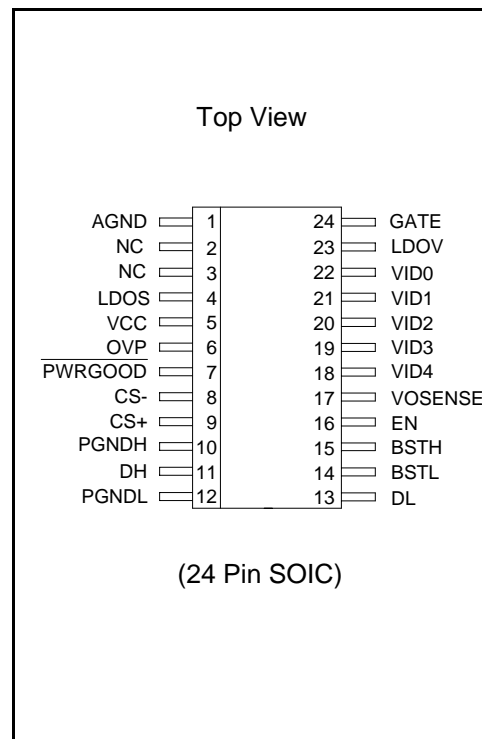 Top View
AGND 1 24 GATE
NC 2 23 LDOV
NC 3 22 VID0
LDOS 4 21 VID1
VCC 5 20 VID2
OVP 6 19 VID3
PWRGOOD 7 18 VID4
CS- 8 17 VOSENSE
CS+ 9 16 EN
PGNDH 10 15 BSTH
DH 11 14 BSTL
PGNDL 12 13 DL
(24 Pin SOIC)